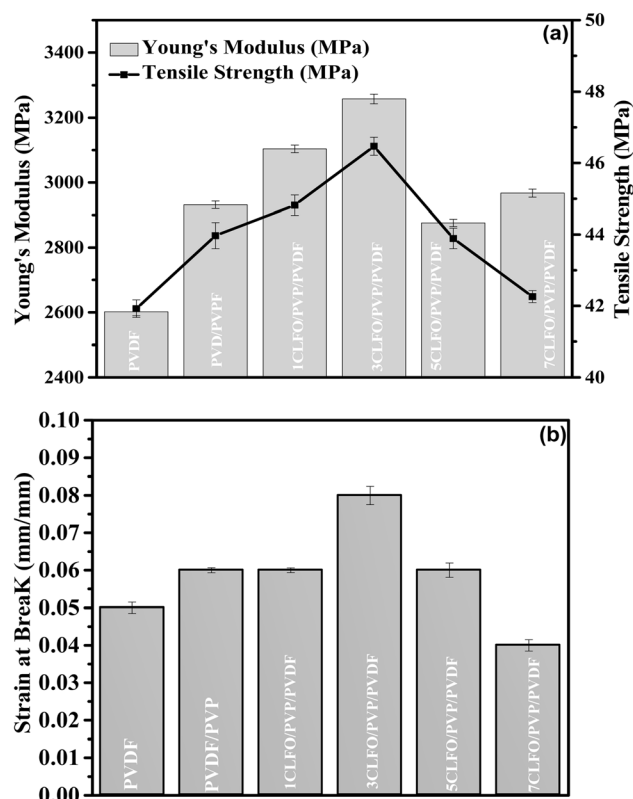 (a)
Young's Modulus (MPa)
Tensile Strength (MPa)
Young's Modulus (MPa)
3400
3200
3000
2800
2600
2400
Tensile Strength (MPa)
50
48
46
44
42
40
PVDF
PVD/PVPF
1CLFO/PVP/PVDF
3CLFO/PVP/PVDF
5CLFO/PVP/PVDF
7CLFO/PVP/PVDF
(b)
Strain at BreaK (mm/mm)
0.10
0.09
0.08
0.07
0.06
0.05
0.04
0.03
0.02
0.01
0.00
PVDF
PVDF/PVP
1CLFO/PVP/PVDF
3CLFO/PVP/PVDF
5CLFO/PVP/PVDF
7CLFO/PVP/PVDF